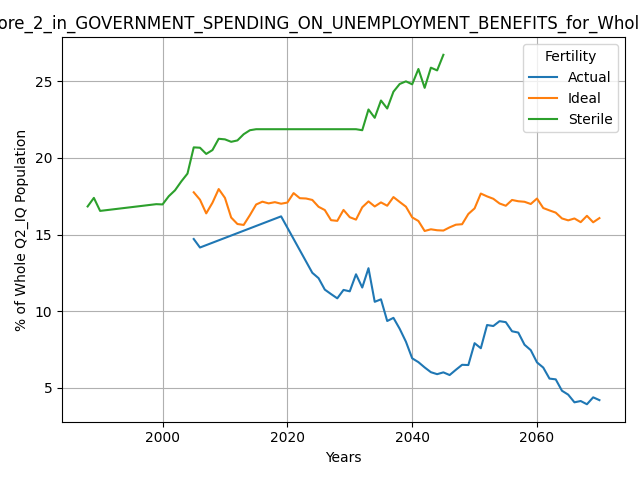 ore_2_in_GOVERNMENT_SPENDING_ON_UNEMPLOYMENT_BENEFITS_for_Whol
Fertility
Actual
Ideal
Sterile
% of Whole Q2_IQ Population
25
20
15
10
5
2000
2020
2040
2060
Years